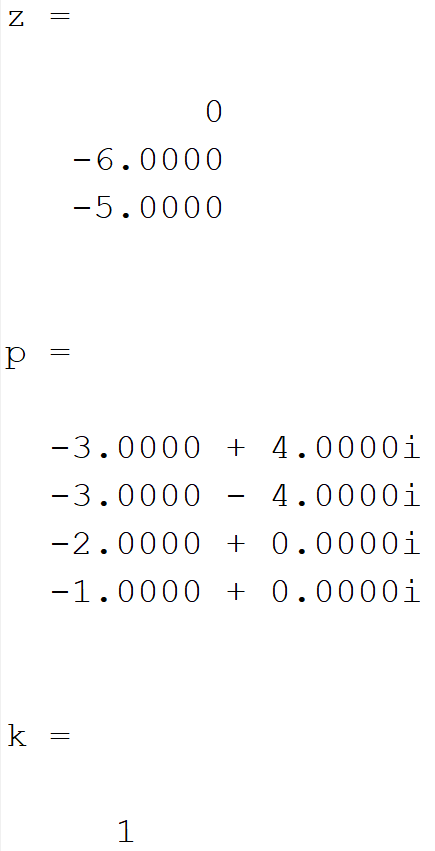 z =
0
-6.0000
-5.0000
p =
-3.0000 + 4.0000i
-3.0000 - 4.0000i
-2.0000 + 0.0000i
-1.0000 + 0.0000i
k =
1